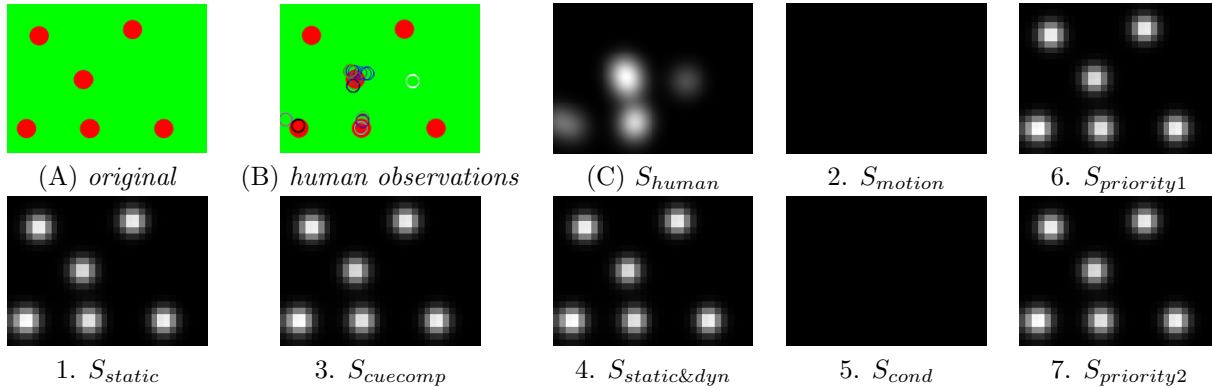 (A) original
(B) human observations
(C) S_human
2. S_motion
6. S_priority1
1. S_static
3. S_cuecomp
4. S_static&dyn
5. S_cond
7. S_priority2